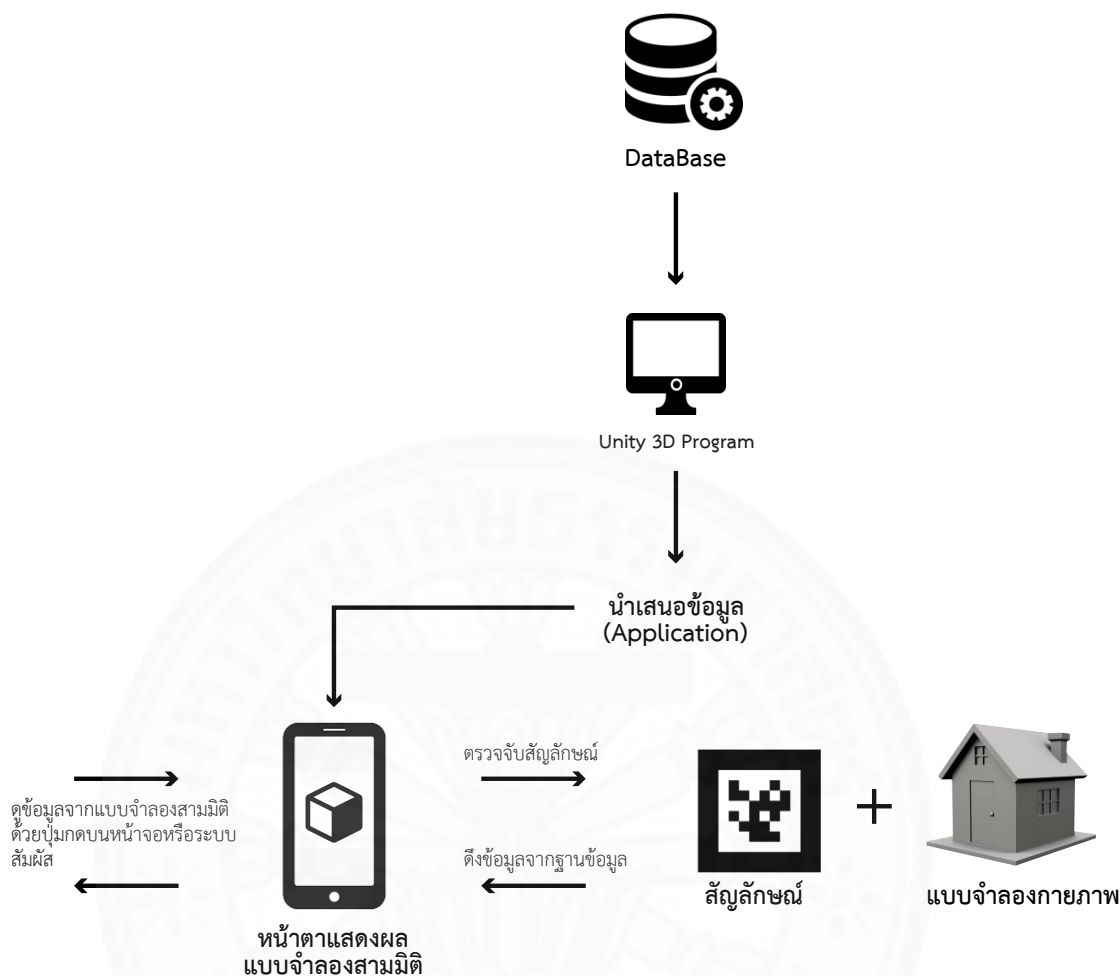 DataBase
Unity 3D Program
นำเสนอข้อมูล
(Application)
ตรวจจับสัญลักษณ์
ดูข้อมูลจากแบบจำลองสามมิติ
ด้วยปุ่มกดบนหน้าจอหรือระบบ
สัมผัส
ดึงข้อมูลจากฐานข้อมูล
สัญลักษณ์
แบบจำลองกายภาพ
หน้าตาแสดงผล
แบบจำลองสามมิติ